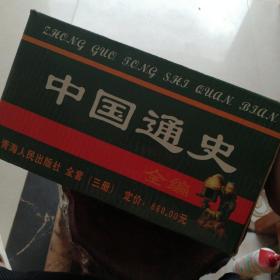 ZHONG GUO TONG SHI QUAN BIAN
中国通史
全编
青海人民出版社 全套（三册） 定价：860.00元